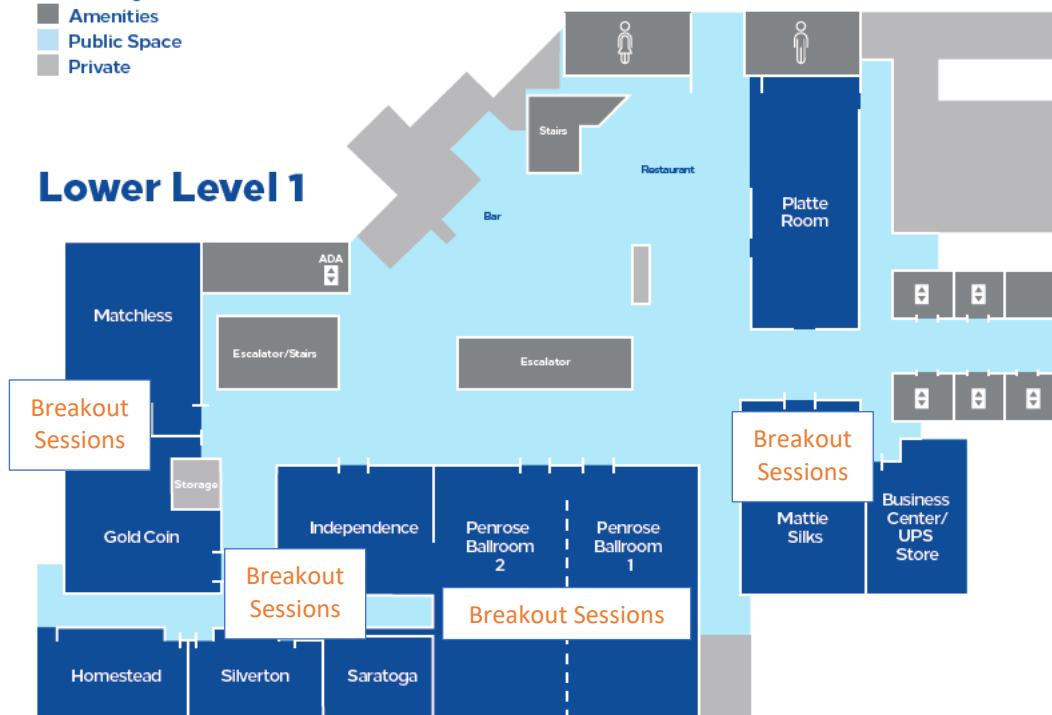 Amenities
Public Space
Private
Lower Level 1
Stairs
Restaurant
Bar
Platte
Room
ADA
Matchless
Escalator/Stairs
Escalator
Breakout
Sessions
Breakout
Sessions
Storage
Gold Coin
Independence
Penrose
Ballroom
2
Penrose
Ballroom
1
Mattie
Silks
Business
Center/
UPS
Store
Breakout
Sessions
Breakout Sessions
Homestead
Silverton
Saratoga